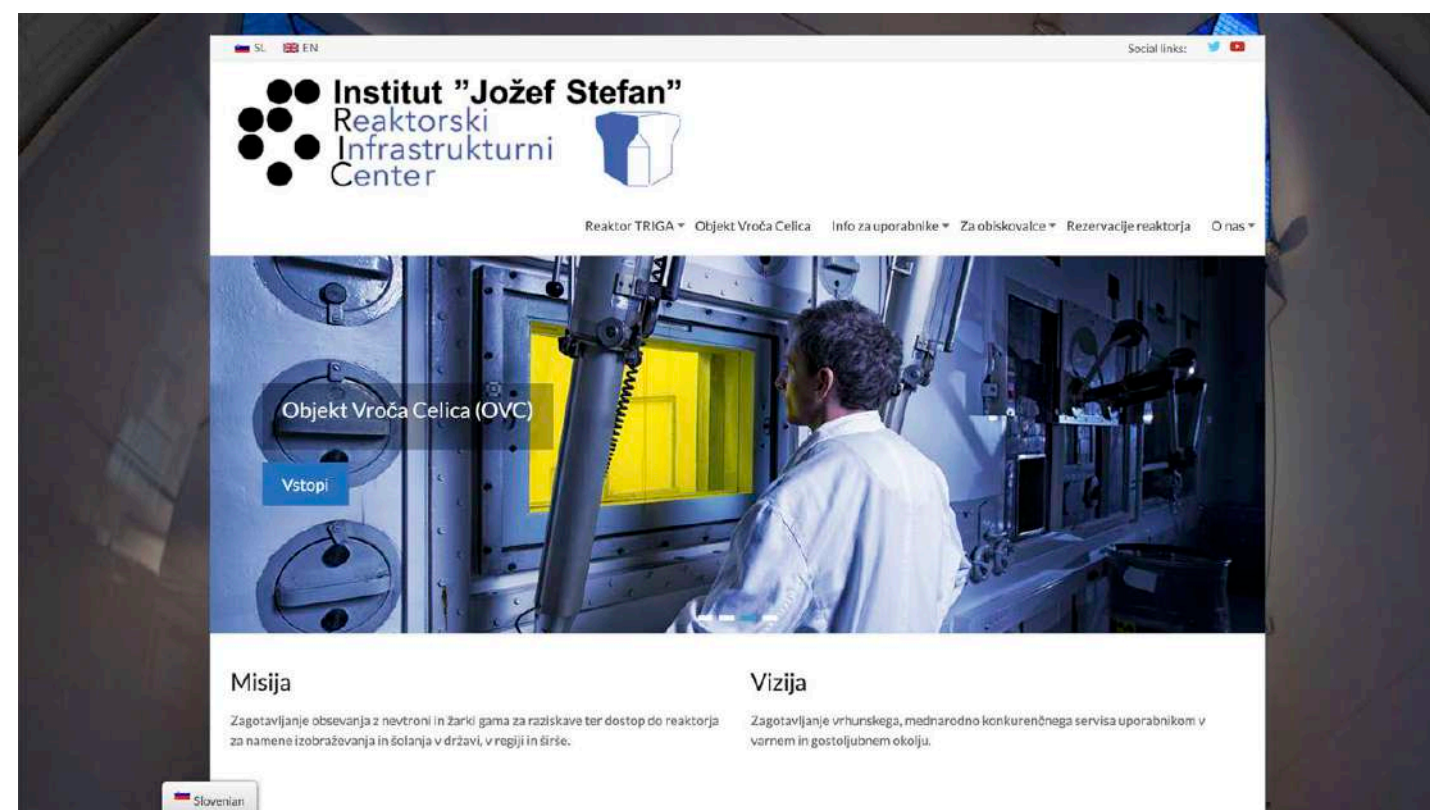 SL EN Social links:
Institut ”Jožef Stefan”
Reaktorski
Infrastrukturni
Center
Reaktor TRIGA Objekt Vroča Celica Info za uporabnike Za obiskovalce Rezervacije reaktorja O nas
Objekt Vroča Celica (OVC)
Vstopi
Misija
Zagotavljanje obsevanja z nevtroni in žarki gama za raziskave ter dostop do reaktorja
za namene izobraževanja in šolanja v državi, v regiji in širše.
Vizija
Zagotavljanje vrhunskega, mednarodno konkurenčnega servisa uporabnikom v
varnem in gostoljubnem okolju.
Slovenian